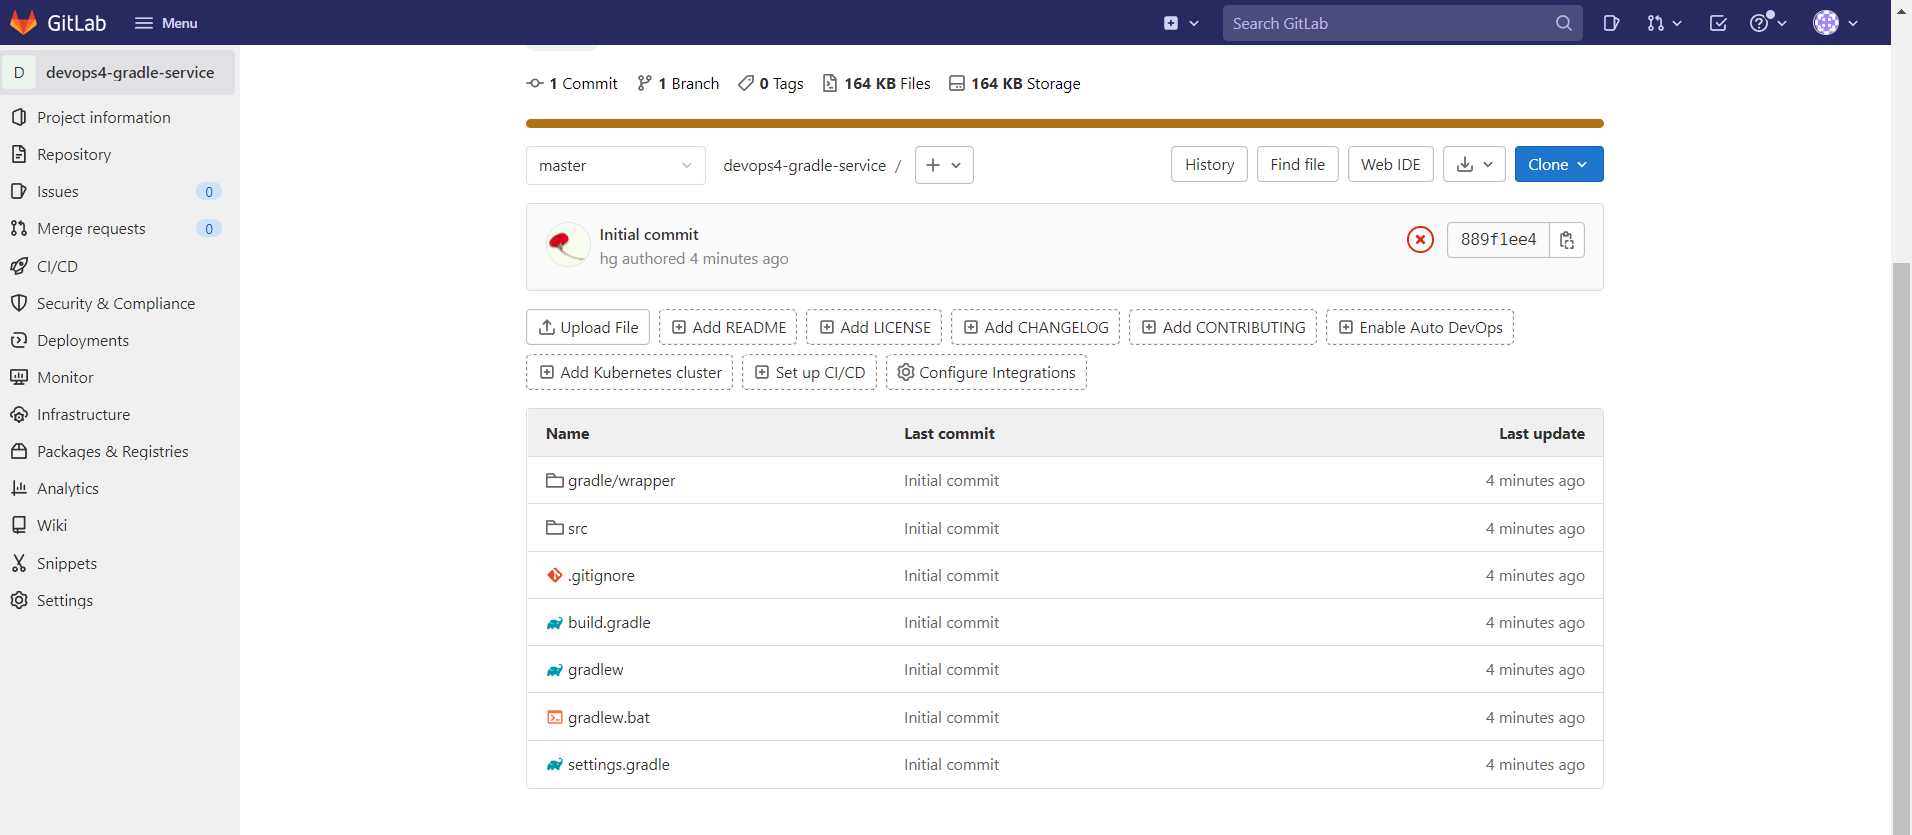 GitLab Menu Search GitLab
D devops4-gradle-service
Project information
Repository
Issues 0
Merge requests 0
CI/CD
Security & Compliance
Deployments
Monitor
Infrastructure
Packages & Registries
Analytics
Wiki
Snippets
Settings
1 Commit 1 Branch 0 Tags 164 KB Files 164 KB Storage
master devops4-gradle-service / History Find file Web IDE Clone
Initial commit
hg authored 4 minutes ago
889f1ee4
Upload File Add README Add LICENSE Add CHANGELOG Add CONTRIBUTING Enable Auto DevOps
Add Kubernetes cluster Set up CI/CD Configure Integrations
Name Last commit Last update
gradle/wrapper Initial commit 4 minutes ago
src Initial commit 4 minutes ago
.gitignore Initial commit 4 minutes ago
build.gradle Initial commit 4 minutes ago
gradlew Initial commit 4 minutes ago
gradlew.bat Initial commit 4 minutes ago
settings.gradle Initial commit 4 minutes ago